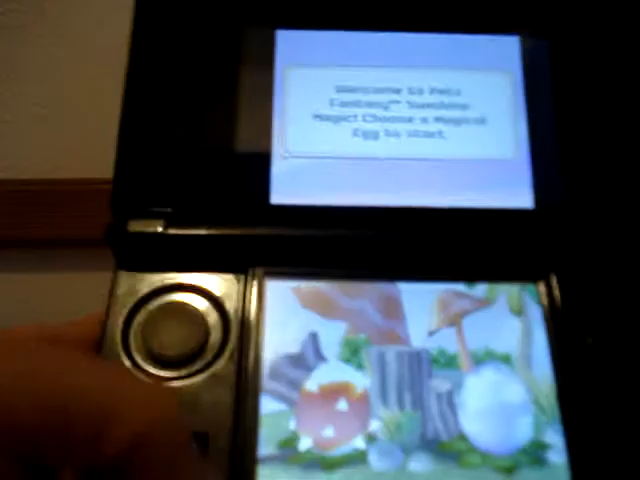 Welcome to Petz
Fantasy™ Sunshine
Magic! Choose a Magical
Egg to start.